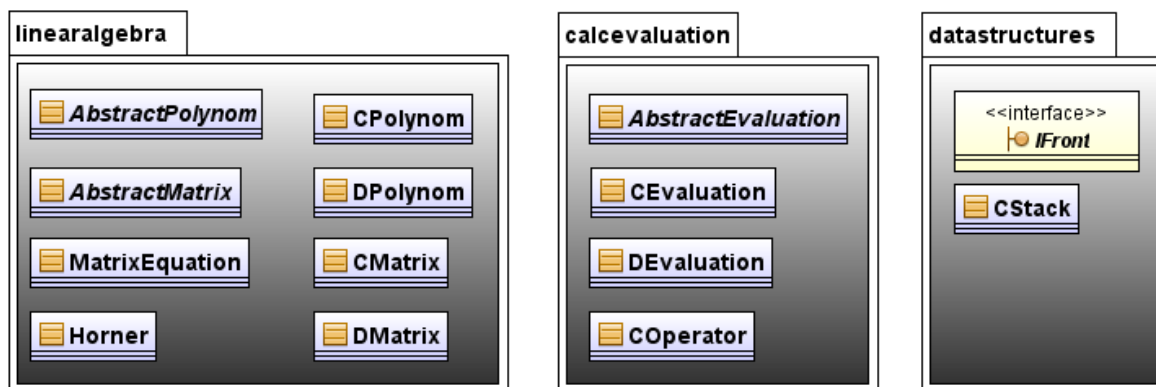 linearalgebra
AbstractPolynom
CPolynom
AbstractMatrix
DPolynom
MatrixEquation
CMatrix
Horner
DMatrix
calcevaluation
AbstractEvaluation
CEvaluation
DEvaluation
COperator
datastructures
<<interface>>
IFront
CStack